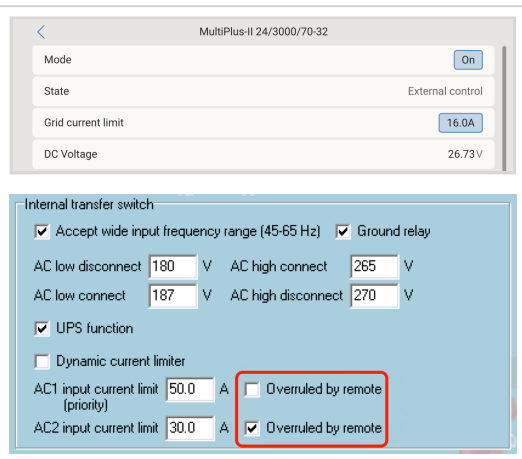 MultiPlus-II 24/3000/70-32
Mode On
State External control
Grid current limit 16.0A
DC Voltage 26.73V
Internal transfer switch
Accept wide input frequency range (45-65 Hz) Ground relay
AC low disconnect 180 V AC high connect 265 V
AC low connect 187 V AC high disconnect 270 V
UPS function
Dynamic current limiter
AC1 input current limit 50.0 A Overruled by remote
(priority)
AC2 input current limit 30.0 A Overruled by remote